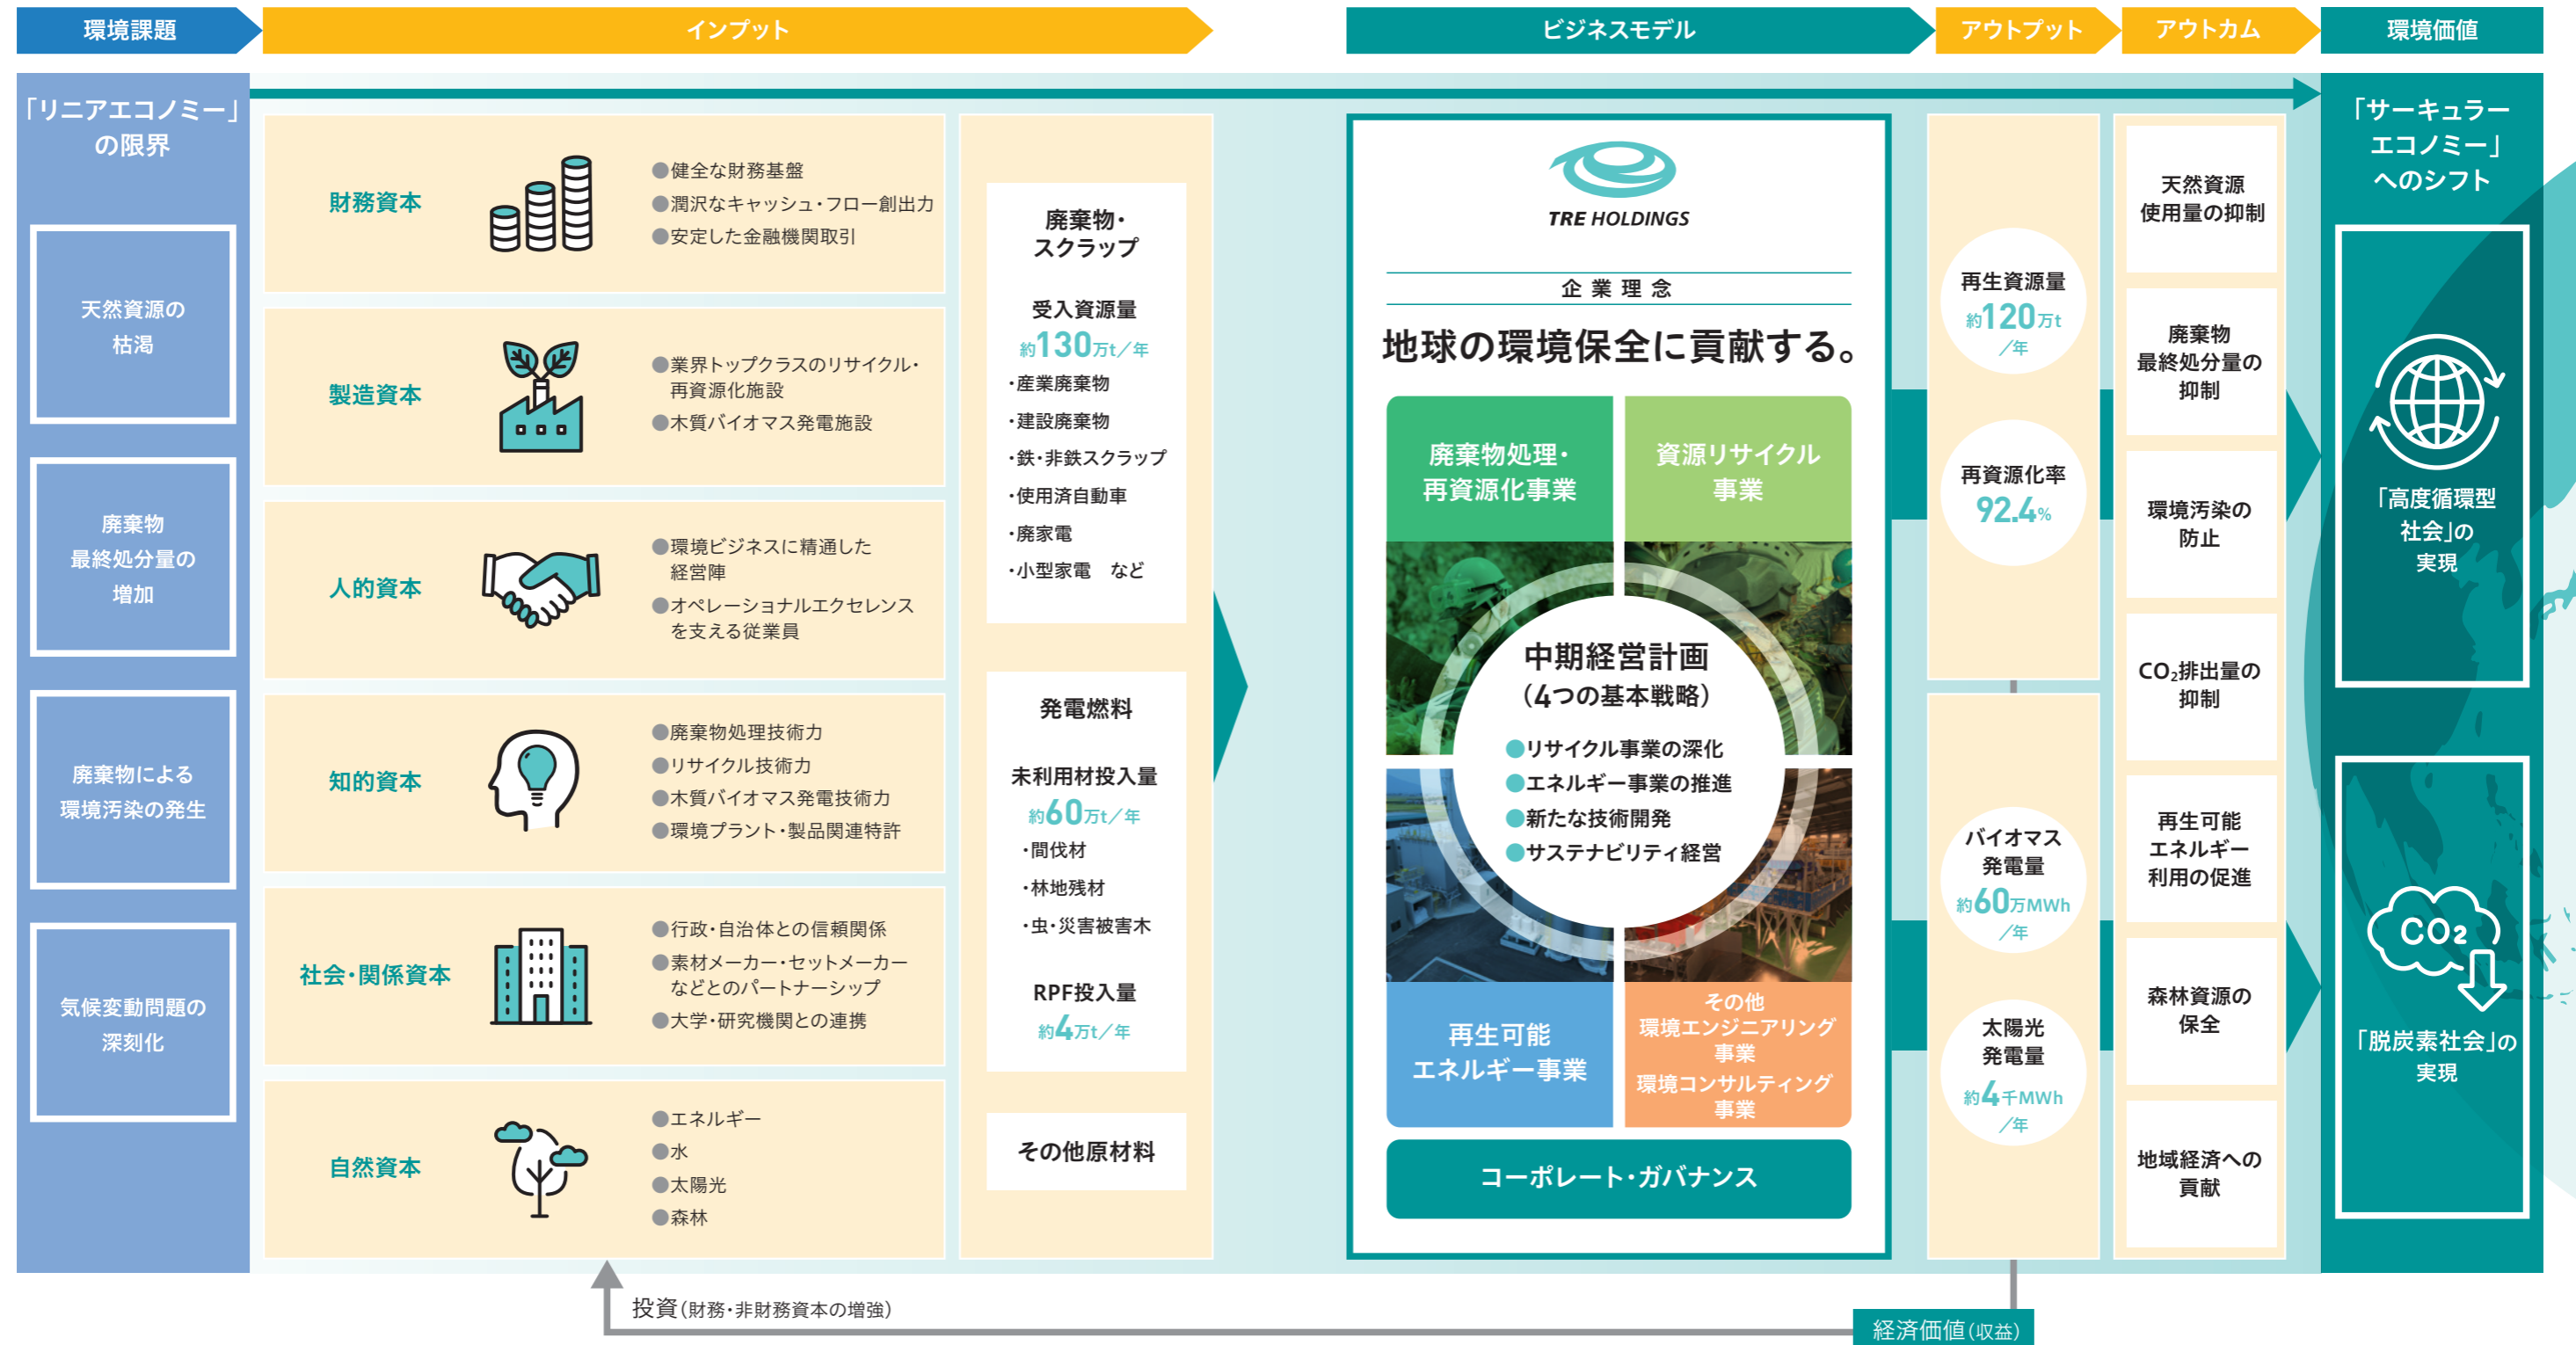 環境課題
インプット
ビジネスモデル
アウトプット
アウトカム
環境価値
「リニアエコノミー」
の限界
天然資源の
枯渇
廃棄物
最終処分量の
増加
廃棄物による
環境汚染の発生
気候変動問題の
深刻化
財務資本
●健全な財務基盤
●潤沢なキャッシュ・フロー創出力
●安定した金融機関取引
製造資本
●業界トップクラスのリサイクル・
再資源化施設
●木質バイオマス発電施設
人的資本
●環境ビジネスに精通した
経営陣
●オペレーショナルエクセレンス
を支える従業員
知的資本
●廃棄物処理技術力
●リサイクル技術力
●木質バイオマス発電技術力
●環境プラント・製品関連特許
社会・関係資本
●行政・自治体との信頼関係
●素材メーカー・セットメーカー
などとのパートナーシップ
●大学・研究機関との連携
自然資本
●エネルギー
●水
●太陽光
●森林
廃棄物・
スクラップ
受入資源量
約130万t／年
・産業廃棄物
・建設廃棄物
・鉄・非鉄スクラップ
・使用済自動車
・廃家電
・小型家電　など
発電燃料
未利用材投入量
約60万t／年
・間伐材
・林地残材
・虫・災害被害木
RPF投入量
約4万t／年
その他原材料
TRE HOLDINGS
企業理念
地球の環境保全に貢献する。
廃棄物処理・
再資源化事業
資源リサイクル
事業
中期経営計画
（4つの基本戦略）
●リサイクル事業の深化
●エネルギー事業の推進
●新たな技術開発
●サステナビリティ経営
再生可能
エネルギー事業
その他
環境エンジニアリング
事業
環境コンサルティング
事業
コーポレート・ガバナンス
再生資源量
約120万t
／年
再資源化率
92.4%
バイオマス
発電量
約60万MWh
／年
太陽光
発電量
約4千MWh
／年
天然資源
使用量の抑制
廃棄物
最終処分量の
抑制
環境汚染の
防止
CO₂排出量の
抑制
再生可能
エネルギー
利用の促進
森林資源の
保全
地域経済への
貢献
「サーキュラー
エコノミー」
へのシフト
「高度循環型
社会」の
実現
CO2
「脱炭素社会」の
実現
投資（財務・非財務資本の増強）
経済価値（収益）